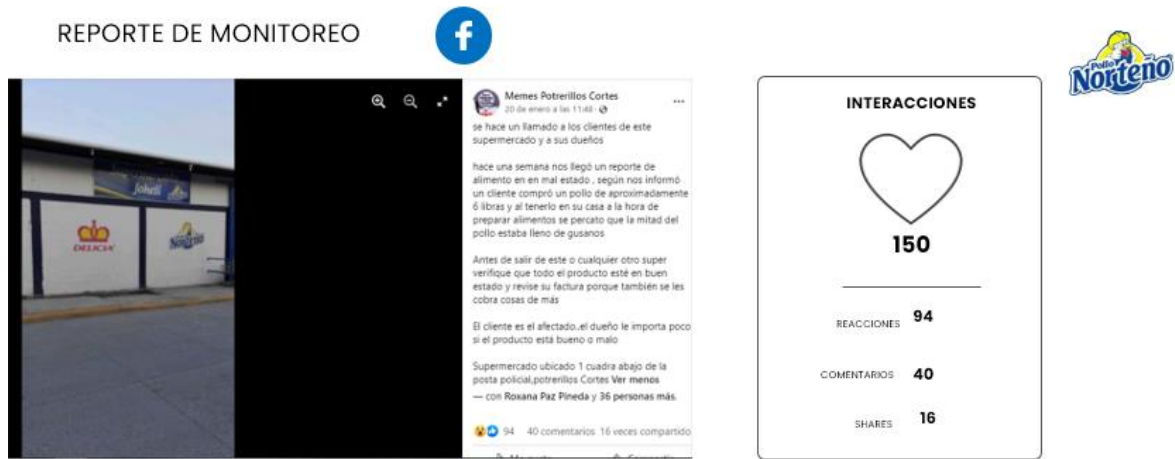 REPORTE DE MONITOREO
f
Pollo
Norteño
Johell
DELICIA
Norteño
Memes Potrerillos Cortes
20 de enero a las 11:48 ·
se hace un llamado a los clientes de este
supermercado y a sus dueños
hace una semana nos llegó un reporte de
alimento en en mal estado , según nos informó
un cliente compró un pollo de aproximadamente
6 libras y al tenerlo en su casa a la hora de
preparar alimentos se percato que la mitad del
pollo estaba lleno de gusanos
Antes de salir de este o cualquier otro super
verifique que todo el producto esté en buen
estado y revise su factura porque también se les
cobra cosas de más
El cliente es el afectado..el dueño le importa poco
si el producto está bueno o malo
Supermercado ubicado 1 cuadra abajo de la
posta policial,potrerillos Cortes Ver menos
— con Roxana Paz Pineda y 36 personas más.
94 40 comentarios 16 veces compartido
INTERACCIONES
150
REACCIONES 94
COMENTARIOS 40
SHARES 16